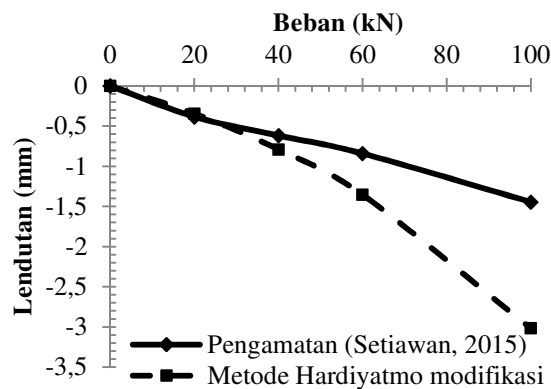 Beban (kN)
0 20 40 60 80 100
0
-0,5
-1
-1,5
-2
-2,5
-3
-3,5
Lendutan (mm)
Pengamatan (Setiawan, 2015)
Metode Hardiyatmo modifikasi